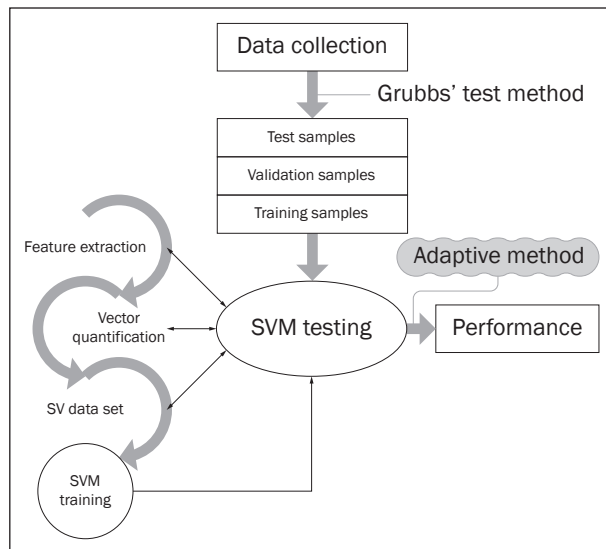 Data collection
Grubbs' test method
Test samples
Validation samples
Training samples
Feature extraction
Adaptive method
Vector
quantification
SVM testing
Performance
SV data set
SVM
training